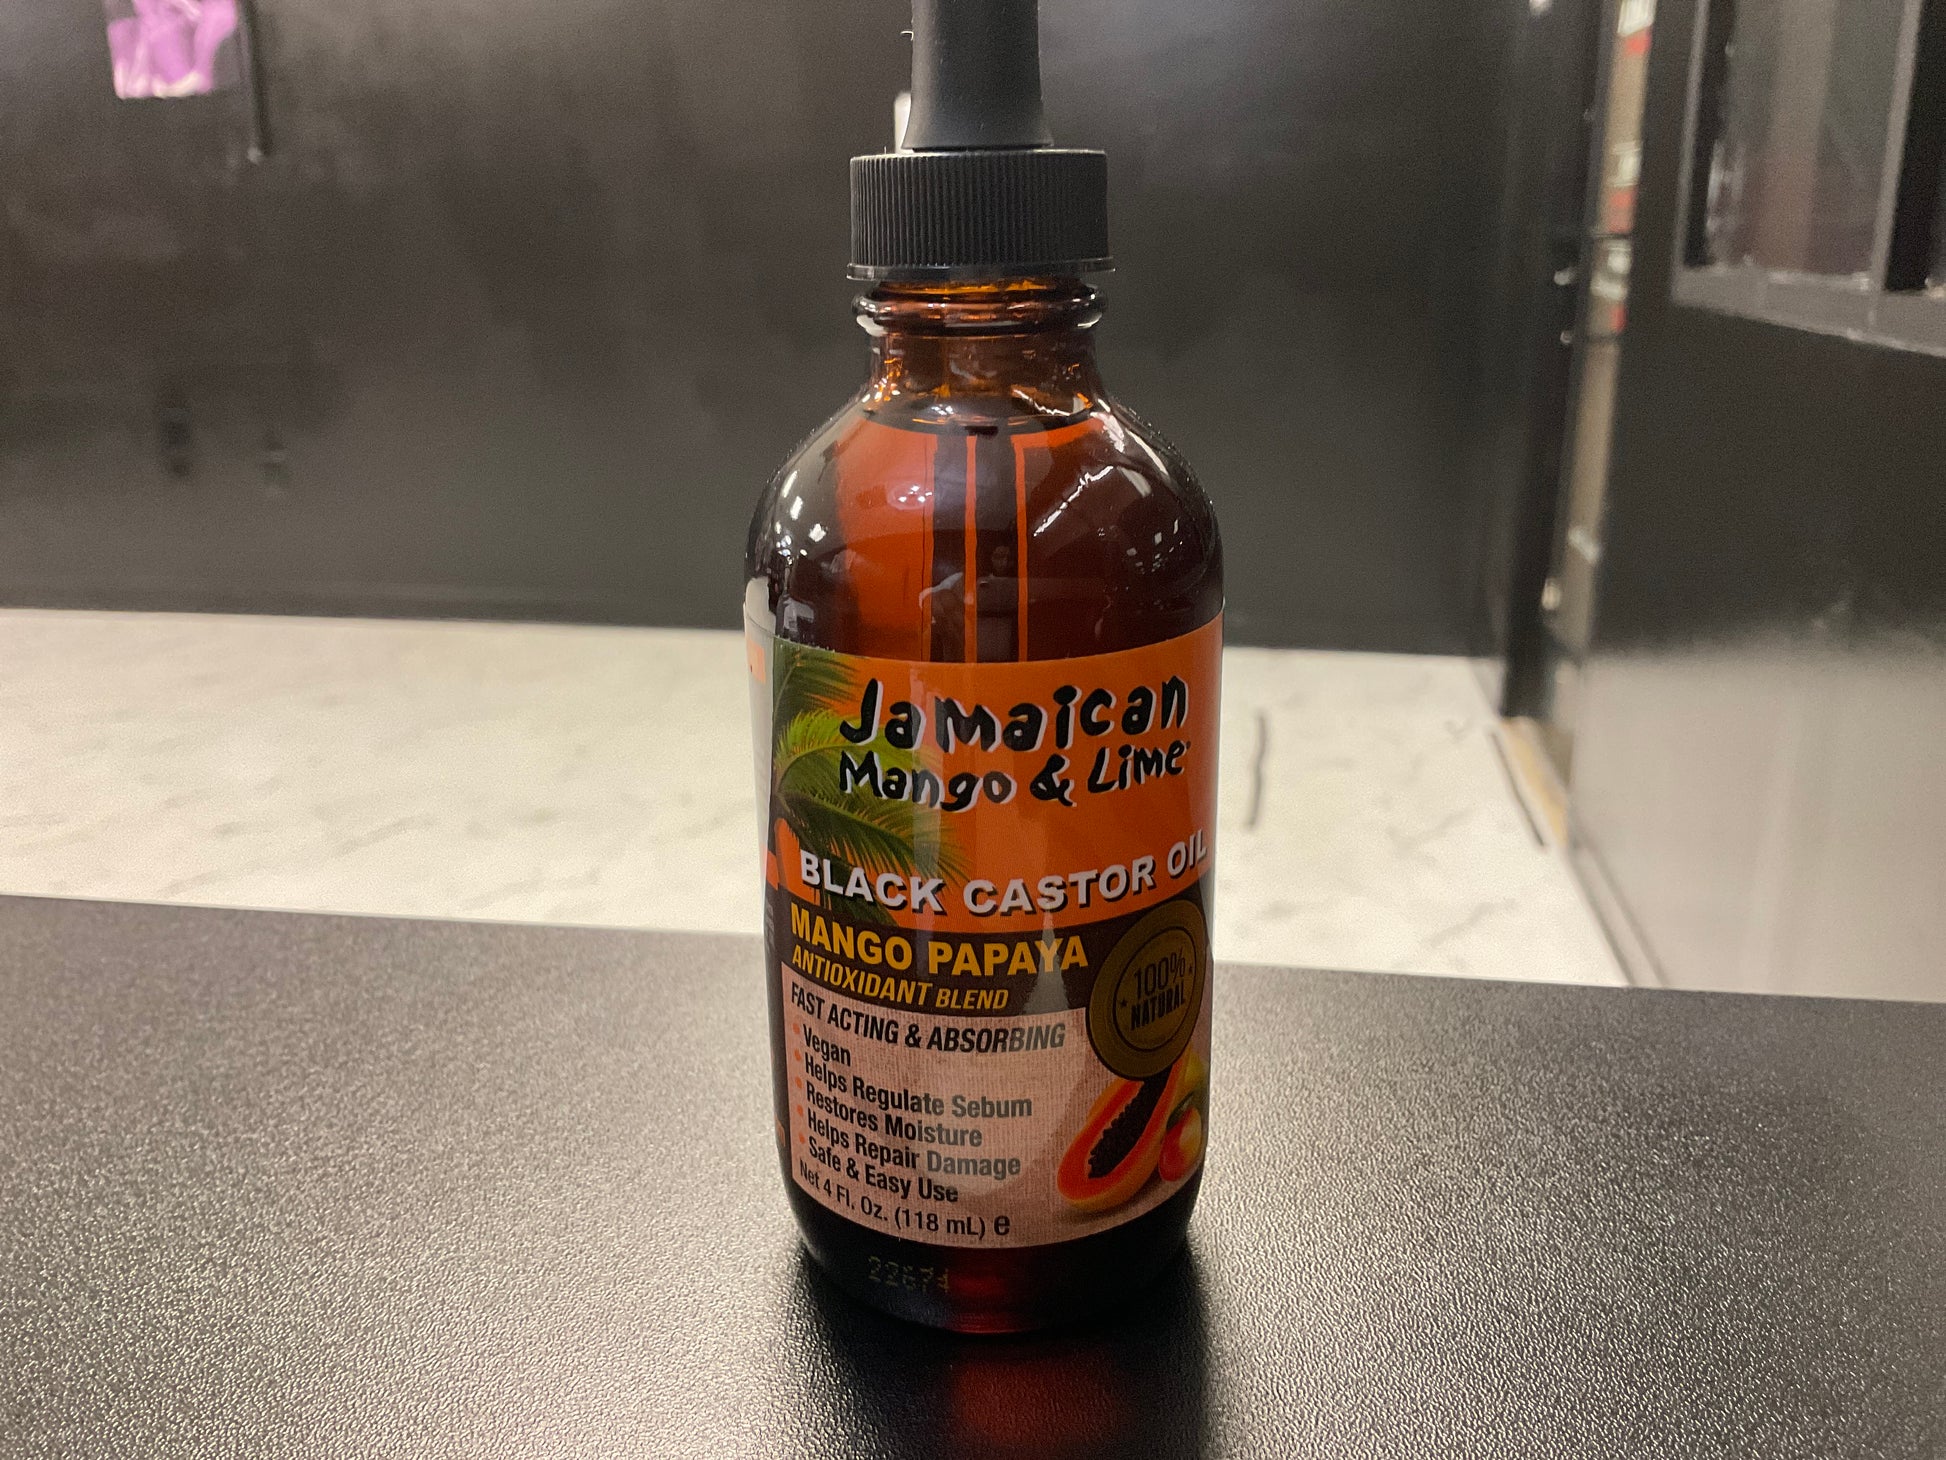 Jamaican
Mango & Lime
BLACK CASTOR OIL
MANGO PAPAYA
ANTIOXIDANT BLEND
100%
NATURAL
FAST ACTING & ABSORBING
• Vegan
• Helps Regulate Sebum
• Restores Moisture
• Helps Repair Damage
• Safe & Easy Use
Net 4 Fl. Oz. (118 mL) e
22674